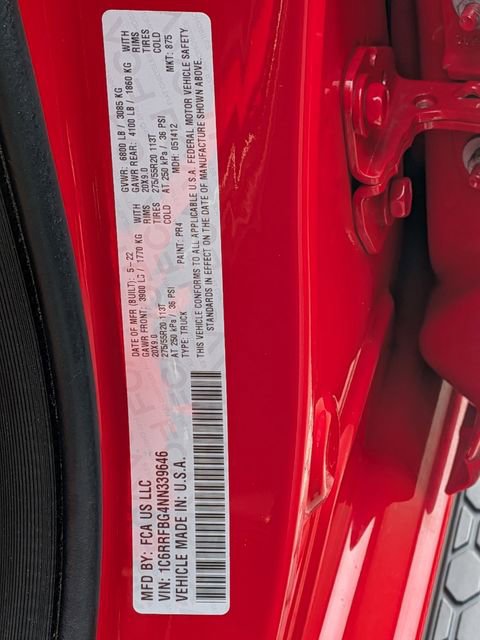 MFD BY: FCA US LLC
VIN: 1C6RRFBG4NN339646
VEHICLE MADE IN: U.S.A.
DATE OF MFR (BUILT): 5-22 GVWR: 6800 LB / 3085 KG
GAWR FRONT: 3900 LB / 1770 KG WITH GAWR REAR: 4100 LB / 1860 KG WITH
20X9.0 RIMS 20X9.0 RIMS
275/55R20 113T TIRES 275/55R20 113T TIRES
AT 250 kPa / 36 PSI COLD AT 250 kPa / 36 PSI COLD
TYPE: TRUCK PAINT: PR4 MDH: 051412 MKT: 875
THIS VEHICLE CONFORMS TO ALL APPLICABLE U.S.A. FEDERAL MOTOR VEHICLE SAFETY
STANDARDS IN EFFECT ON THE DATE OF MANUFACTURE SHOWN ABOVE.